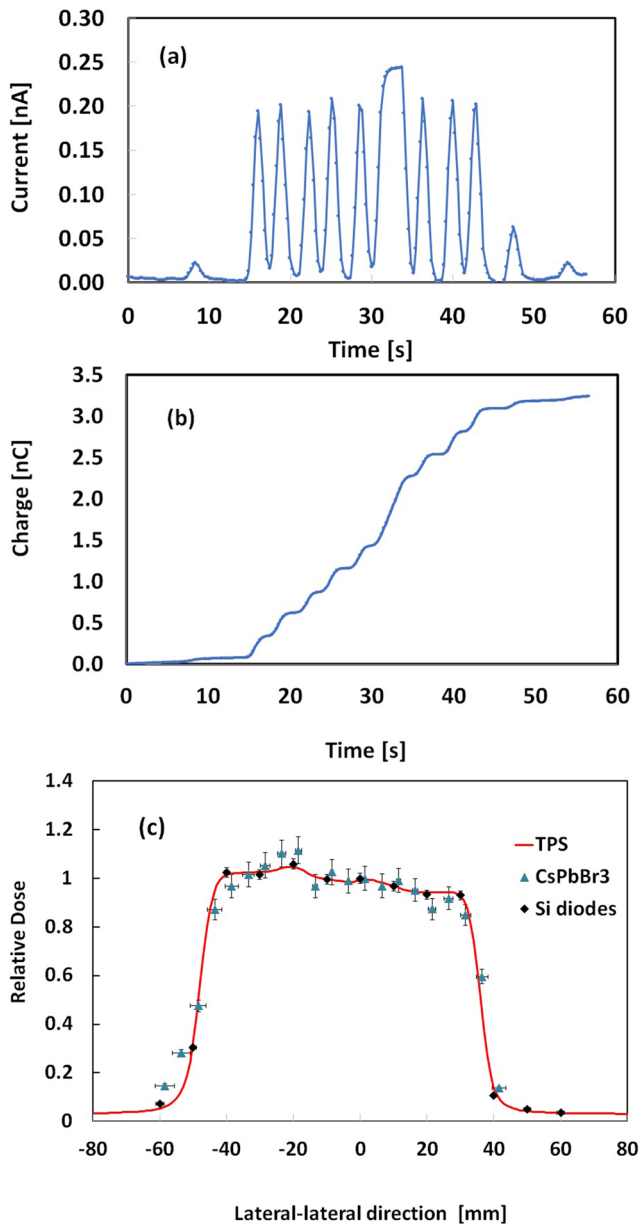 (a)
Current [nA]
0.30
0.25
0.20
0.15
0.10
0.05
0.00
0 10 20 30 40 50 60
Time [s]
(b)
Charge [nC]
3.5
3.0
2.5
2.0
1.5
1.0
0.5
0.0
0 10 20 30 40 50 60
Time [s]
(c)
Relative Dose
1.4
1.2
1
0.8
0.6
0.4
0.2
0
TPS
CsPbBr3
Si diodes
-80 -60 -40 -20 0 20 40 60 80
Lateral-lateral direction [mm]